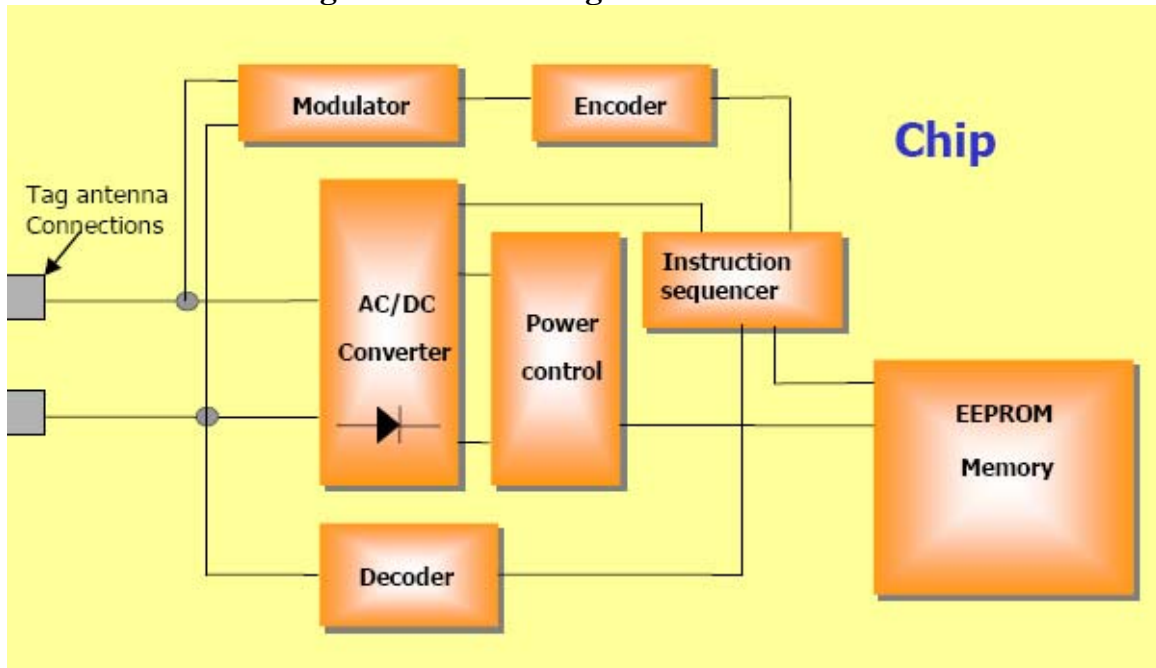 Modulator
Encoder
Chip
Tag antenna
Connections
AC/DC
Converter
Power
control
Instruction
sequencer
EEPROM
Memory
Decoder